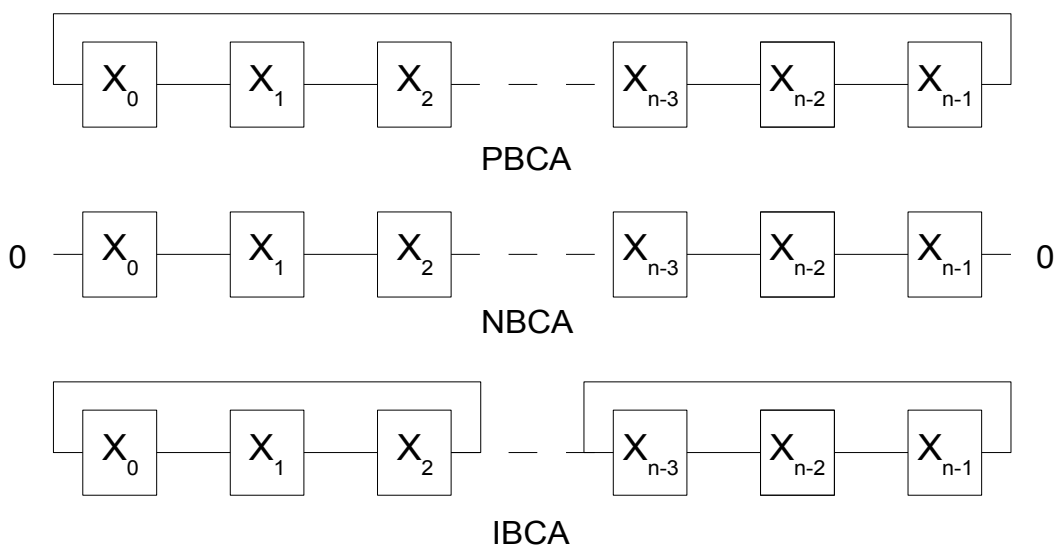 X₀ X₁ X₂ Xₙ₋₃ Xₙ₋₂ Xₙ₋₁
PBCA
0 X₀ X₁ X₂ Xₙ₋₃ Xₙ₋₂ Xₙ₋₁ 0
NBCA
X₀ X₁ X₂ Xₙ₋₃ Xₙ₋₂ Xₙ₋₁
IBCA